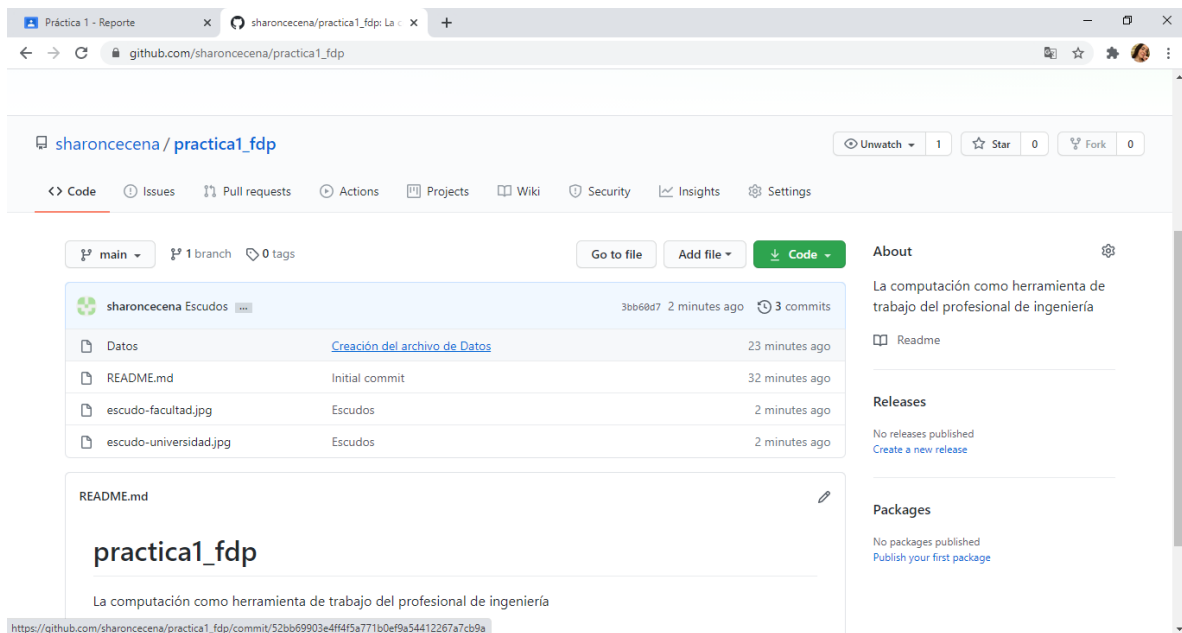 Práctica 1 - Reporte
sharoncecena/practica1_fdp: La c
github.com/sharoncecena/practica1_fdp
sharoncecena / practica1_fdp
Unwatch 1 Star 0 Fork 0
<> Code Issues Pull requests Actions Projects Wiki Security Insights Settings
main 1 branch 0 tags Go to file Add file Code
sharoncecena Escudos ... 3bb60d7 2 minutes ago 3 commits
Datos Creación del archivo de Datos 23 minutes ago
README.md Initial commit 32 minutes ago
escudo-facultad.jpg Escudos 2 minutes ago
escudo-universidad.jpg Escudos 2 minutes ago
README.md
practica1_fdp
La computación como herramienta de trabajo del profesional de ingeniería
About
La computación como herramienta de
trabajo del profesional de ingeniería
Readme
Releases
No releases published
Create a new release
Packages
No packages published
Publish your first package
https://github.com/sharoncecena/practica1_fdp/commit/52bb69903e4ff4f5a771b0ef9a54412267a7cb9a